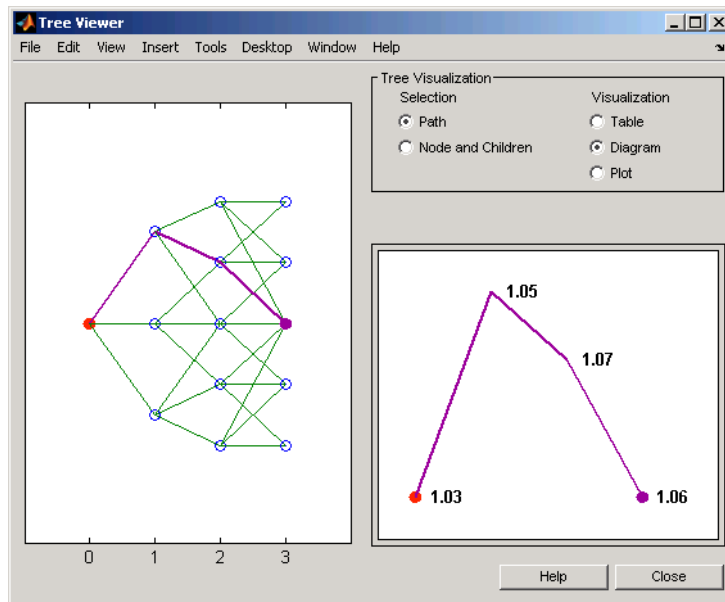 Tree Viewer
File Edit View Insert Tools Desktop Window Help
Tree Visualization
Selection
Visualization
Path
Table
Node and Children
Diagram
Plot
1.05
1.07
1.03
1.06
0 1 2 3
Help
Close